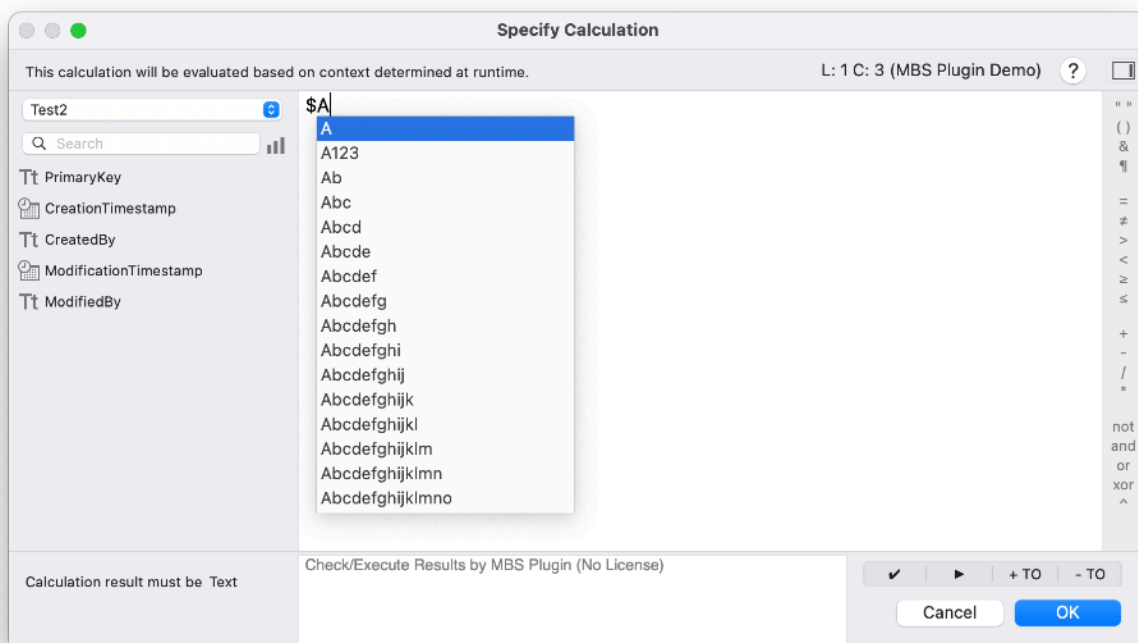 Specify Calculation
This calculation will be evaluated based on context determined at runtime.
L: 1 C: 3 (MBS Plugin Demo)
?
Test2
Search
Tt PrimaryKey
CreationTimestamp
Tt CreatedBy
ModificationTimestamp
Tt ModifiedBy
$A
A
A123
Ab
Abc
Abcd
Abcde
Abcdef
Abcdefg
Abcdefgh
Abcdefghi
Abcdefghij
Abcdefghijk
Abcdefghijkl
Abcdefghijklm
Abcdefghijklmn
Abcdefghijklmno
" "
( )
&
¶
=
≠
>
<
≥
≤
+
-
/
*
not
and
or
xor
^
Calculation result must be Text
Check/Execute Results by MBS Plugin (No License)
✔ ▶ + TO - TO
Cancel
OK